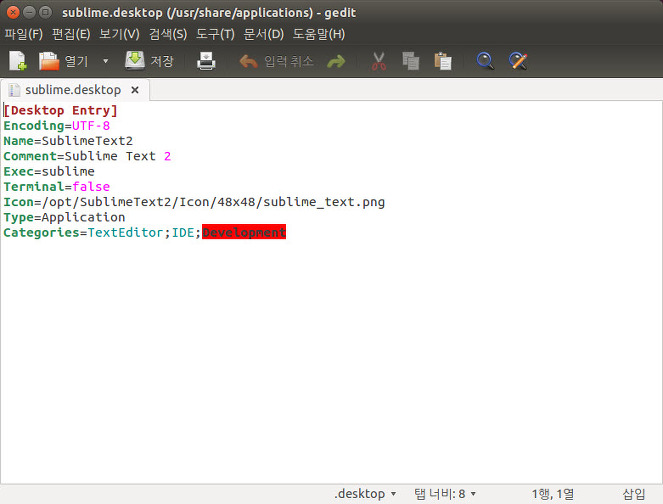 sublime.desktop (/usr/share/applications) - gedit
파일(F) 편집(E) 보기(V) 검색(S) 도구(T) 문서(D) 도움말(H)
열기 저장 입력 취소
sublime.desktop
[Desktop Entry]
Encoding=UTF-8
Name=SublimeText2
Comment=Sublime Text 2
Exec=sublime
Terminal=false
Icon=/opt/SublimeText2/Icon/48x48/sublime_text.png
Type=Application
Categories=TextEditor;IDE;Development
.desktop 탭 너비: 8 1행, 1열 삽입